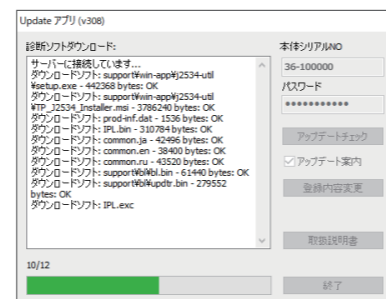 Update アプリ (v308)
診断ソフトダウンロード:
サーバーに接続しています...
ダウンロードソフト: support¥win-app¥j2534-util
¥setup.exe - 442368 bytes: OK
ダウンロードソフト: support¥win-app¥j2534-util
¥TP_J2534_Installer.msi - 3786240 bytes: OK
ダウンロードソフト: prod-inf.dat - 1536 bytes: OK
ダウンロードソフト: IPL.bin - 310784 bytes: OK
ダウンロードソフト: common.ja - 42496 bytes: OK
ダウンロードソフト: common.en - 38400 bytes: OK
ダウンロードソフト: common.ru - 43520 bytes: OK
ダウンロードソフト: support¥bl¥bl.bin - 61440 bytes: OK
ダウンロードソフト: support¥bl¥updtr.bin - 279552
bytes: OK
ダウンロードソフト: IPL.exc
10/12
本体シリアルNO
36-100000
パスワード
●●●●●●●●●●●
アップデートチェック
アップデート案内
登録内容変更
取扱説明書
終了